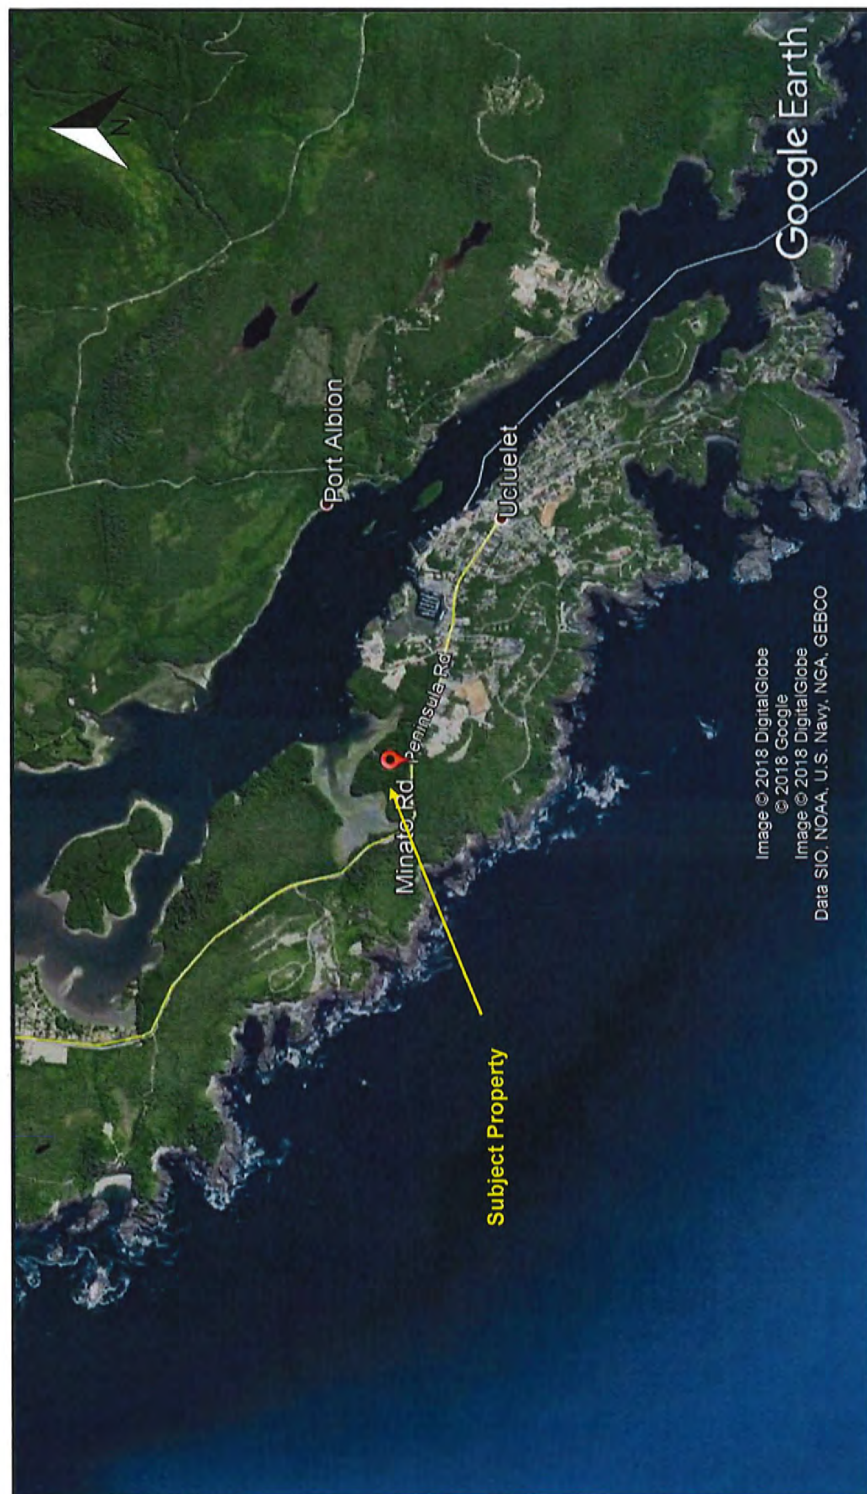 N
Port Albion
Ucluelet
Peninsula Rd
Minato Rd
Subject Property
Google Earth
Image © 2018 DigitalGlobe
© 2018 Google
Image © 2018 DigitalGlobe
Data SIO, NOAA, U.S. Navy, NGA, GEBCO